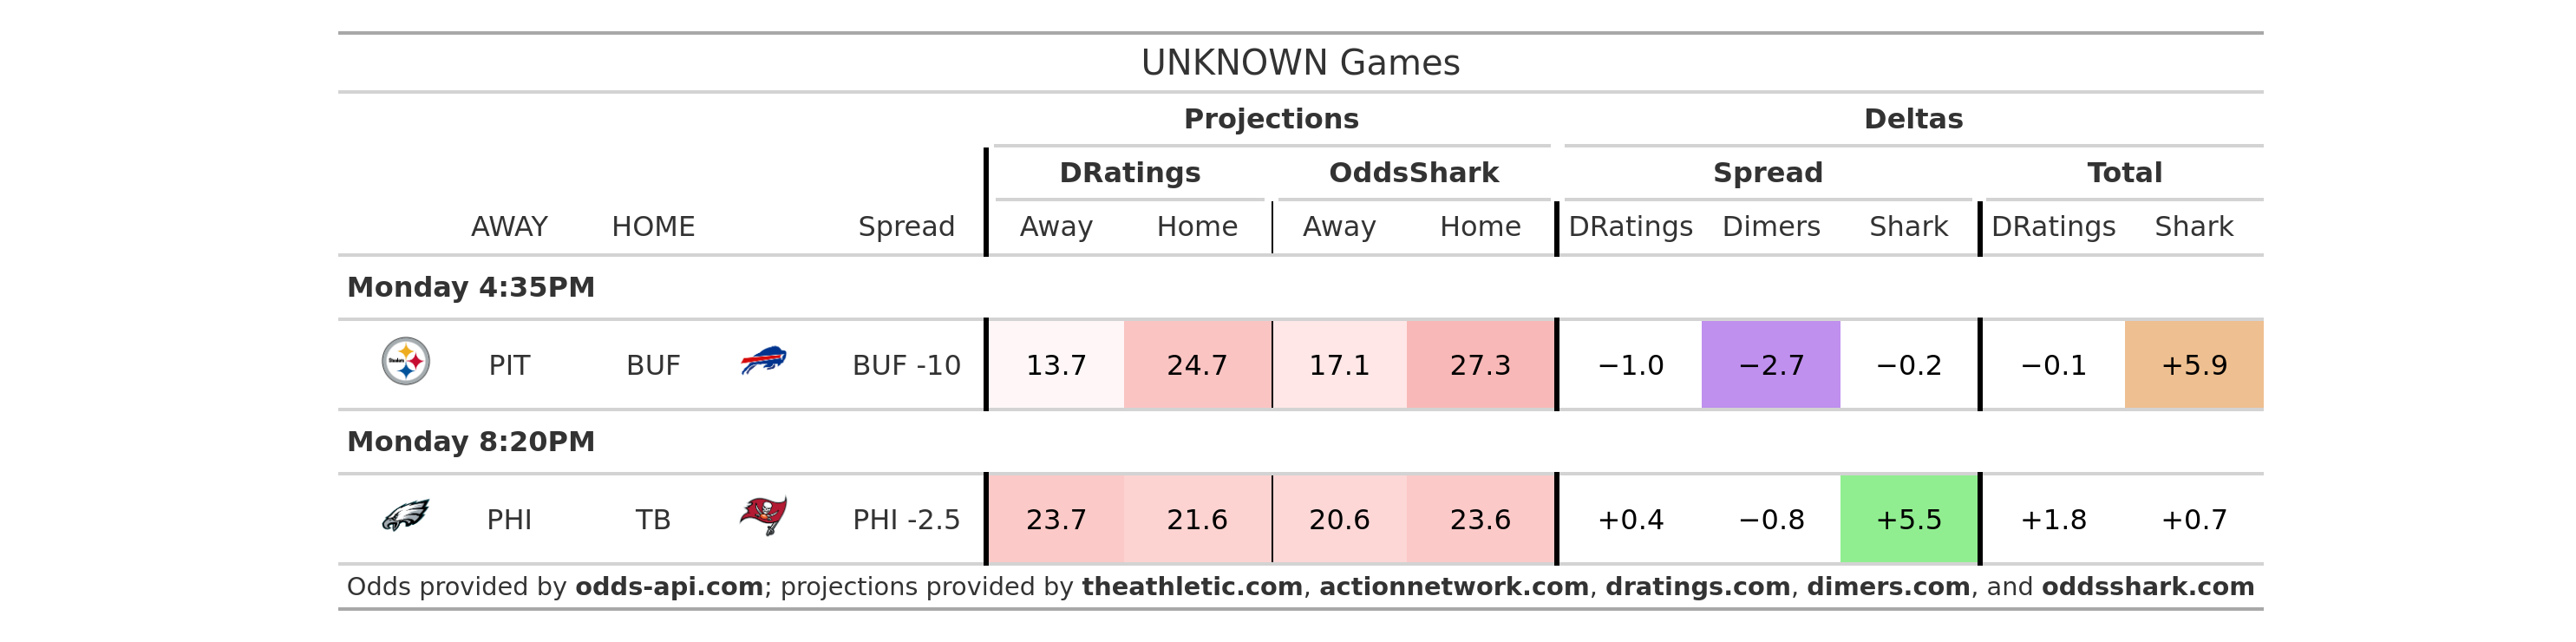 UNKNOWN Games
Projections Deltas
DRatings OddsShark Spread Total
AWAY HOME Spread Away Home Away Home DRatings Dimers Shark DRatings Shark
Monday 4:35PM
PIT BUF BUF -10 13.7 24.7 17.1 27.3 −1.0 −2.7 −0.2 −0.1 +5.9
Monday 8:20PM
PHI TB PHI -2.5 23.7 21.6 20.6 23.6 +0.4 −0.8 +5.5 +1.8 +0.7
Odds provided by odds-api.com; projections provided by theathletic.com, actionnetwork.com, dratings.com, dimers.com, and oddsshark.com